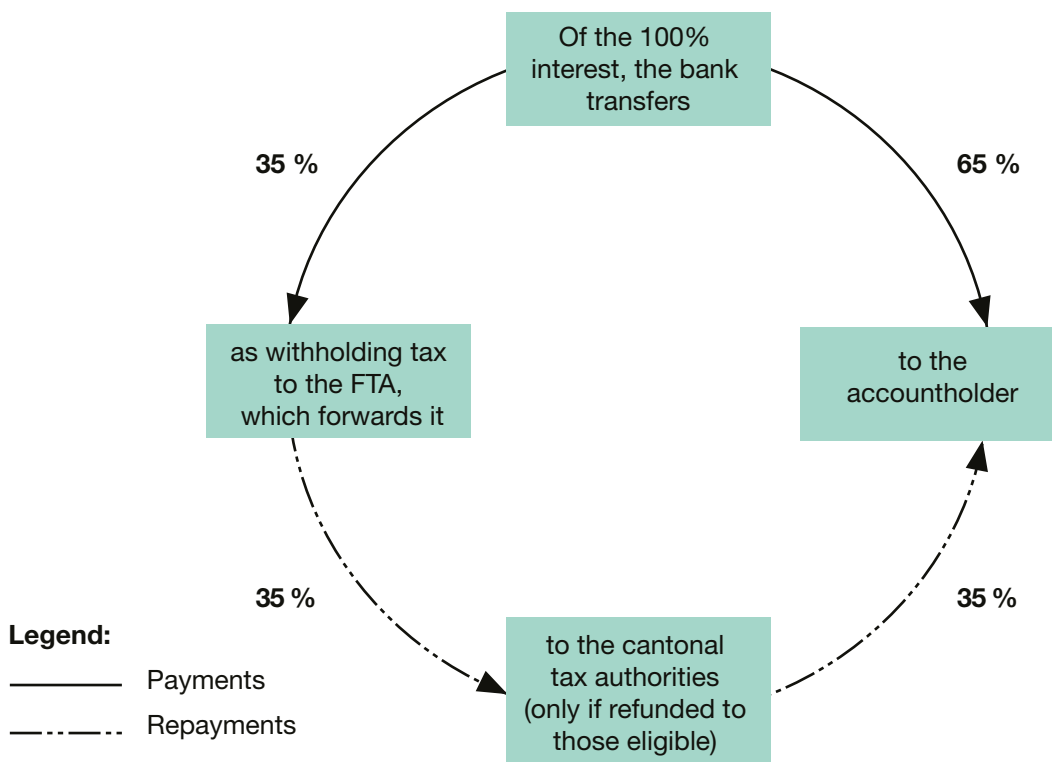 Of the 100%
interest, the bank
transfers
35 %
65 %
as withholding tax
to the FTA,
which forwards it
to the
accountholder
35 %
35 %
to the cantonal
tax authorities
(only if refunded to
those eligible)
Legend:
Payments
Repayments